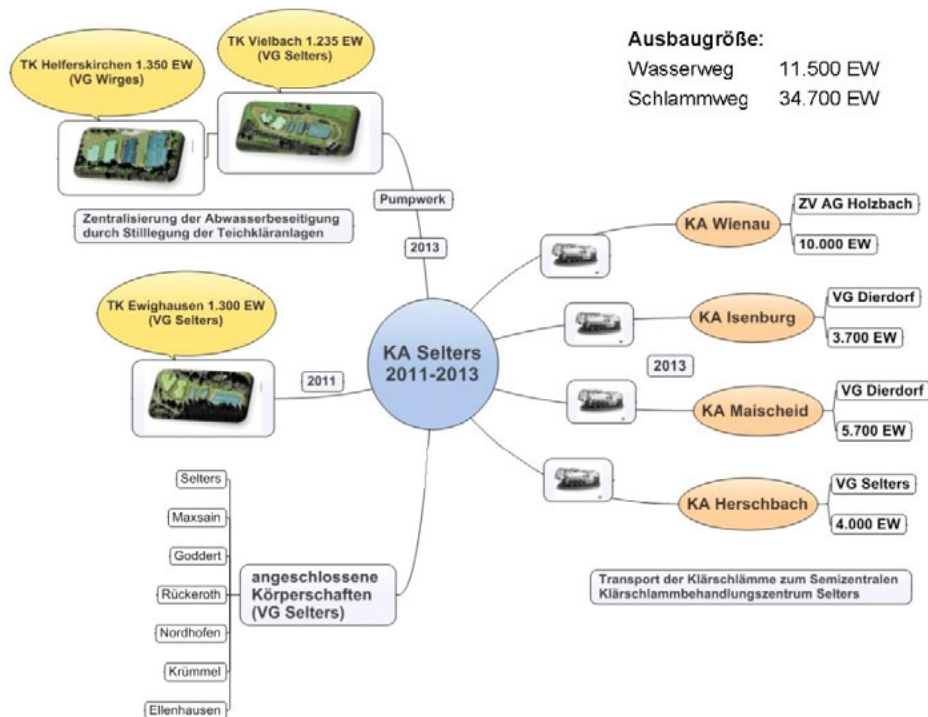 TK Helferskirchen 1.350 EW
(VG Wirges)
TK Vielbach 1.235 EW
(VG Selters)
Ausbaugröße:
Wasserweg 11.500 EW
Schlammweg 34.700 EW
Pumpwerk
2013
Zentralisierung der Abwasserbeseitigung
durch Stilllegung der Teichkläranlagen
TK Ewighausen 1.300 EW
(VG Selters)
2011
KA Selters
2011-2013
KA Wienau
ZV AG Holzbach
10.000 EW
KA Isenburg
VG Dierdorf
3.700 EW
2013
KA Maischeid
VG Dierdorf
5.700 EW
KA Herschbach
VG Selters
4.000 EW
Transport der Klärschlämme zum Semizentralen
Klärschlammbehandlungszentrum Selters
angeschlossene
Körperschaften
(VG Selters)
Selters
Maxsain
Goddert
Rückeroth
Nordhofen
Krümmel
Ellenhausen